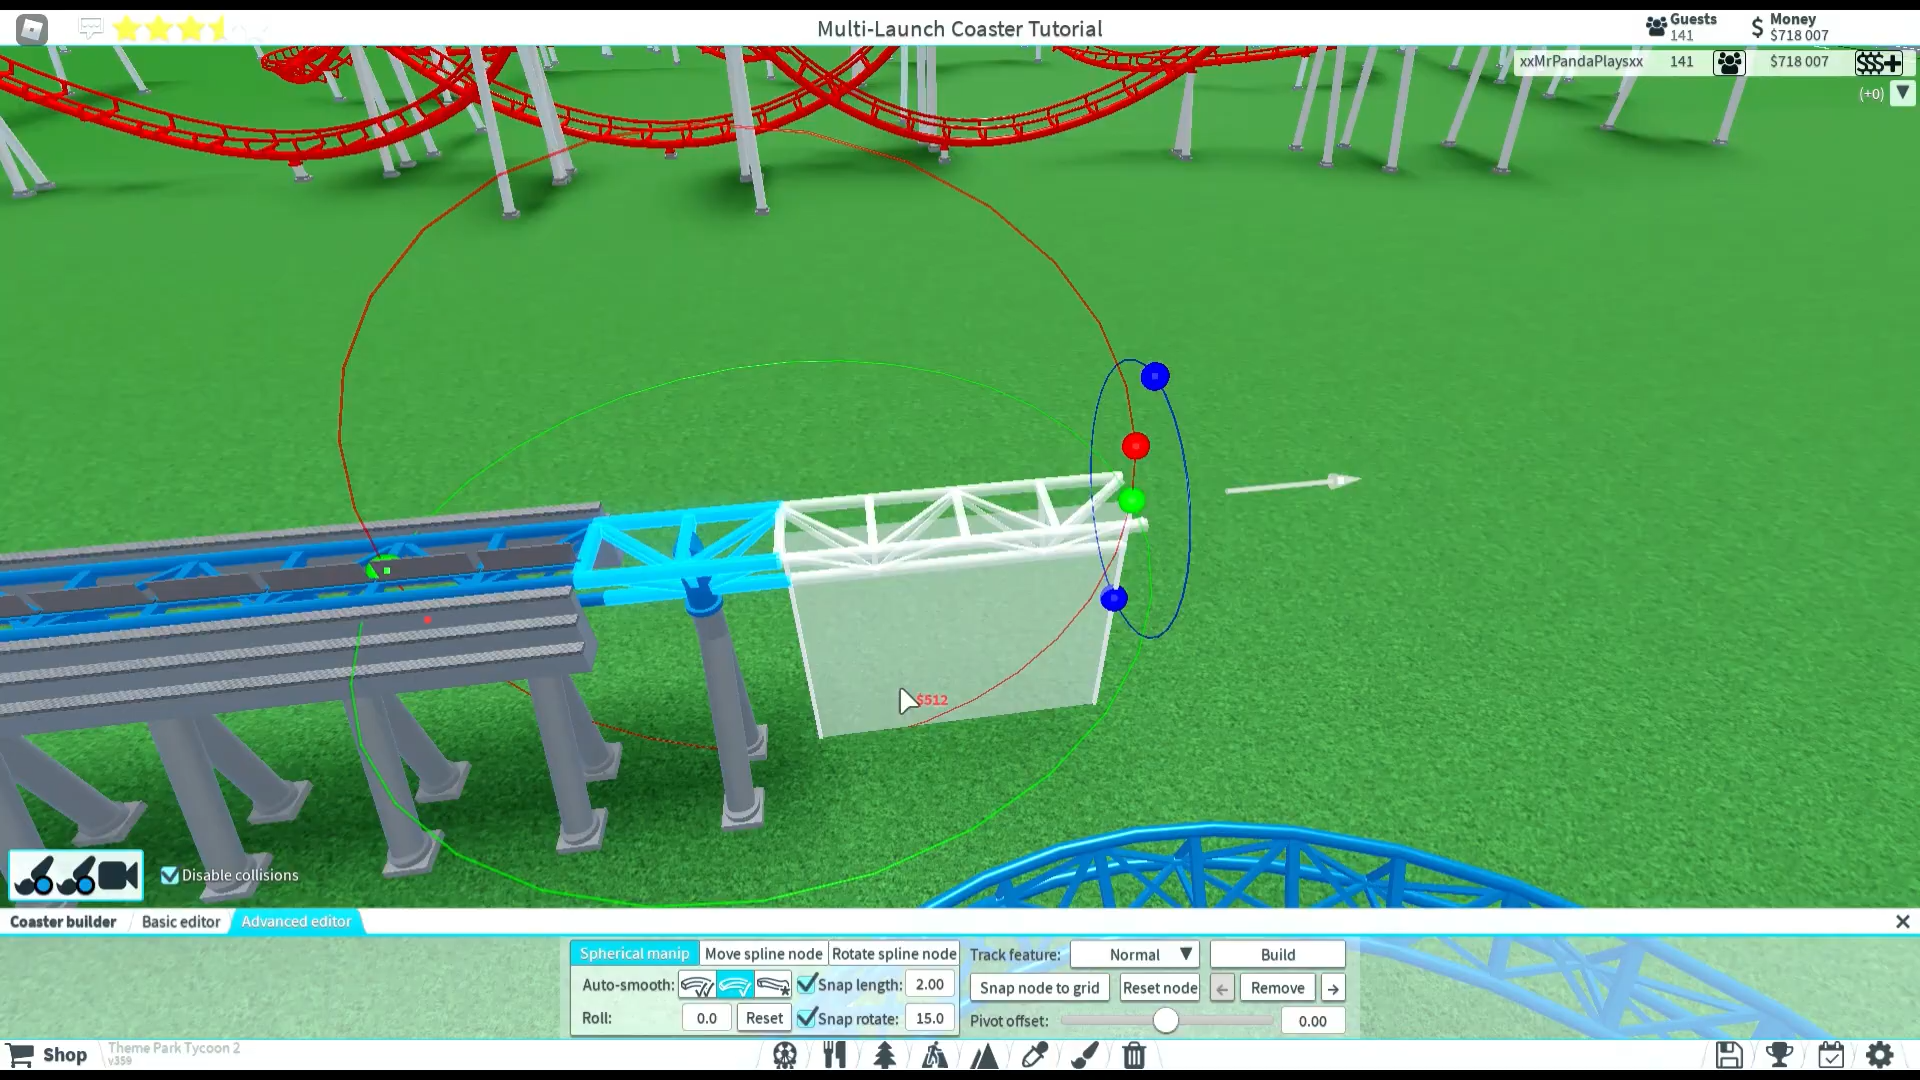 Multi-Launch Coaster Tutorial
Guests
141
$ Money
$718 007
xxMrPandaPlaysxx 141 $718 007 $$$+
(+0)
$512
Disable collisions
Coaster builder Basic editor Advanced editor
Spherical manip Move spline node Rotate spline node Track feature: Normal Build
Auto-smooth: Snap length: 2.00 Snap node to grid Reset node Remove
Roll: 0.0 Reset Snap rotate: 15.0 Pivot offset: 0.00
Shop
Theme Park Tycoon 2
v359